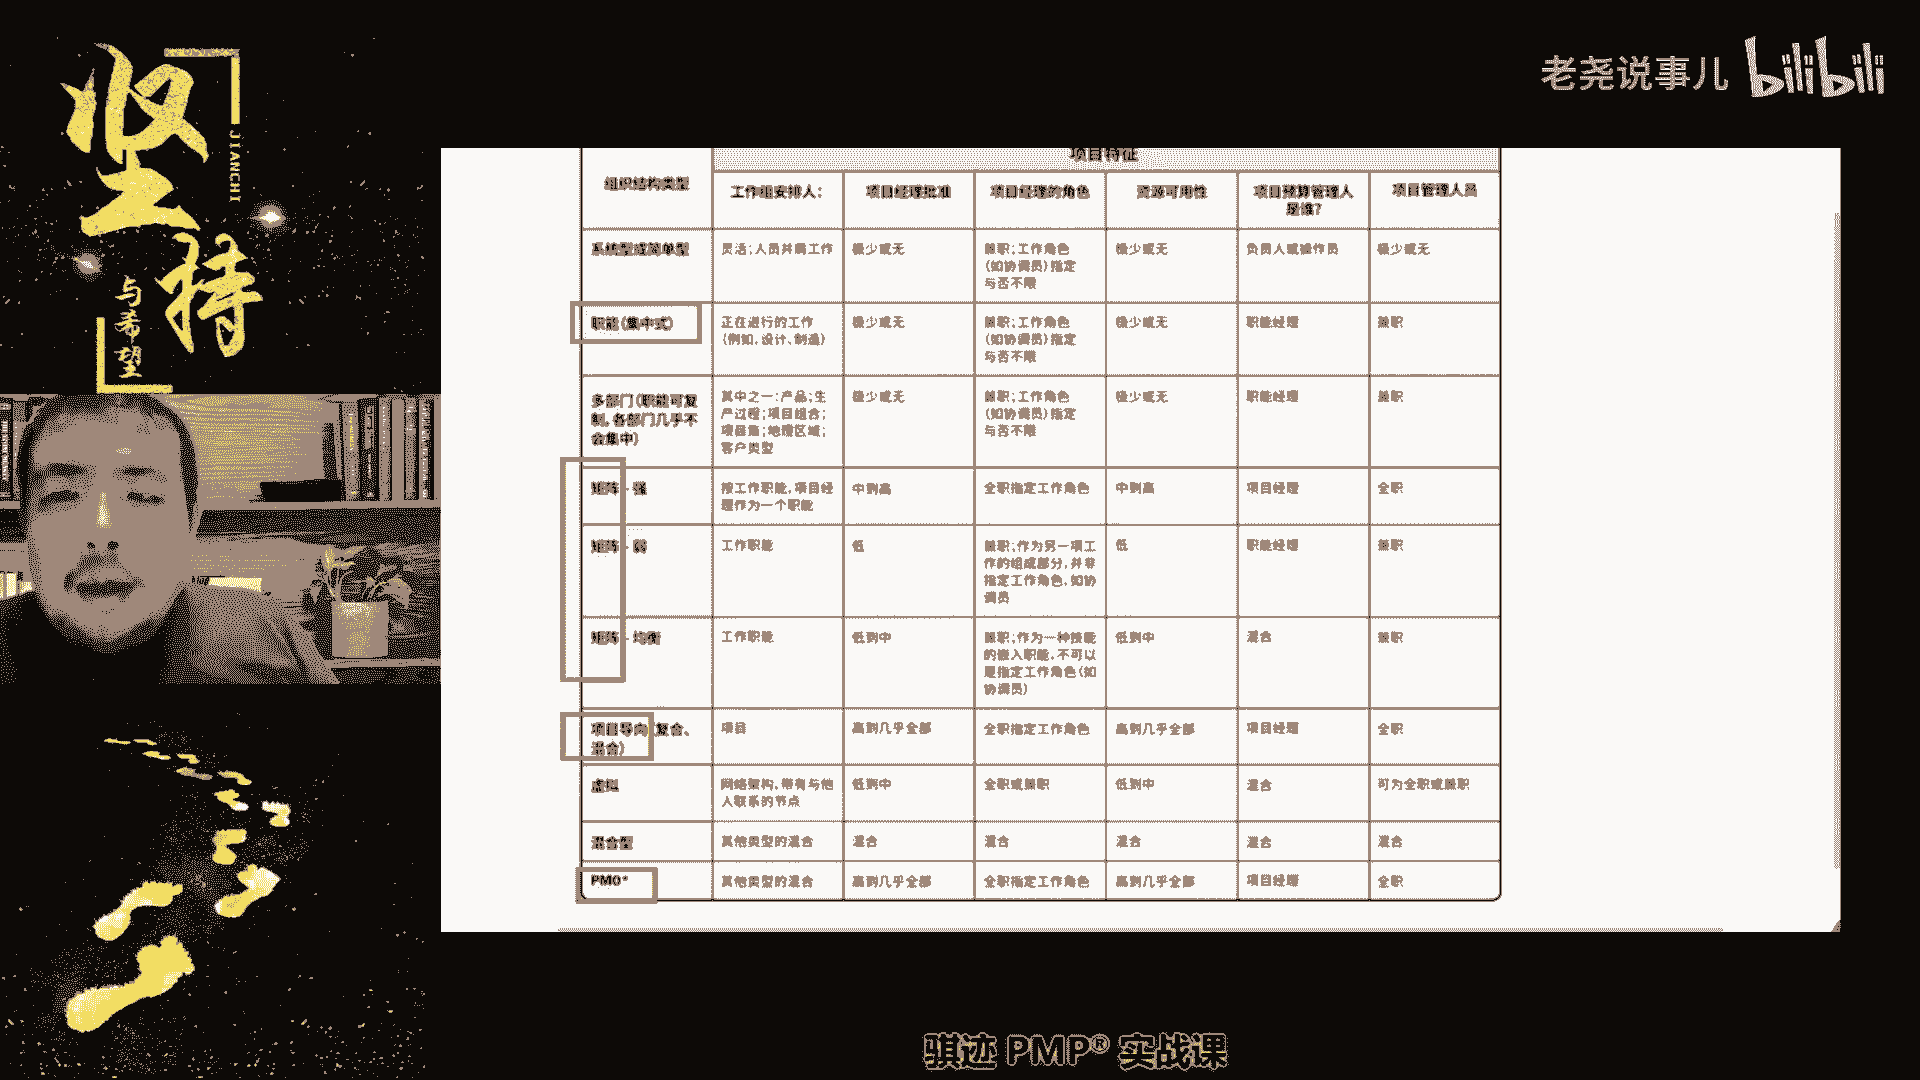 坚持
JIANCHI
与希望
老尧说事儿 bilibili
项目特征
组织结构类型
工作组安排人：
项目经理批准
项目经理的角色
资源可用性
项目预算管理人
是谁？
项目管理人员
系统型或简单型
灵活；人员并肩工作
极少或无
兼职；工作角色
（如协调员）指定
与否不限
极少或无
负责人或操作员
极少或无
职能（集中式）
正在进行的工作
（例如，设计、制造）
极少或无
兼职；工作角色
（如协调员）指定
与否不限
极少或无
职能经理
兼职
多部门（职能可复
制，各部门几乎不
会集中）
其中之一：产品；生
产过程；项目组合；
项目集；地理区域；
客户类型
极少或无
兼职；工作角色
（如协调员）指定
与否不限
极少或无
职能经理
兼职
矩阵 - 强
按工作职能，项目经
理作为一个职能
中到高
全职指定工作角色
中到高
项目经理
全职
矩阵 - 弱
工作职能
低
兼职；作为另一项工
作的组成部分，并非
指定工作角色，如协
调员
低
职能经理
兼职
矩阵 - 均衡
工作职能
低到中
兼职；作为一种技能
的嵌入职能，不可以
是指定工作角色（如
协调员）
低到中
混合
兼职
项目导向（复合、
混合）
项目
高到几乎全部
全职指定工作角色
高到几乎全部
项目经理
全职
虚拟
网络架构，带有与他
人联系的节点
低到中
全职或兼职
低到中
混合
可为全职或兼职
混合型
其他类型的混合
混合
混合
混合
混合
混合
PMO*
其他类型的混合
高到几乎全部
全职指定工作角色
高到几乎全部
项目经理
全职
骐迹 PMP® 实战课